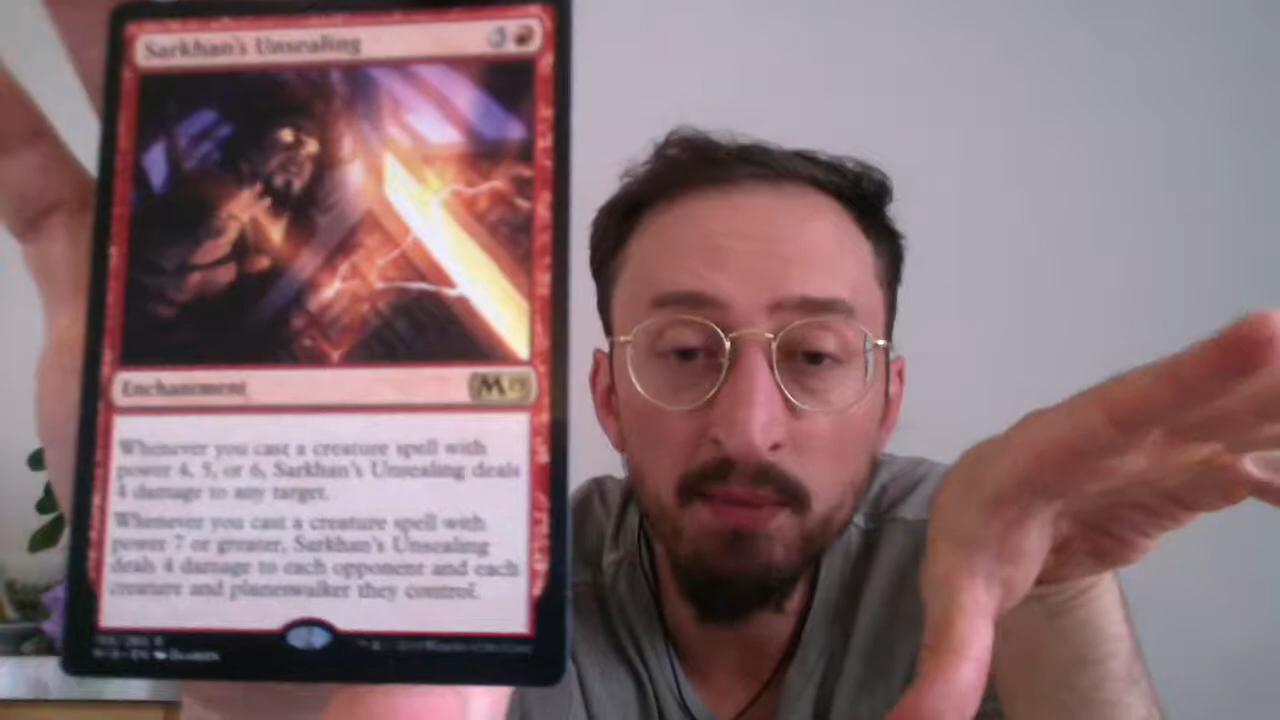 Sarkhan's Unsealing
3
Enchantment
M19
Whenever you cast a creature spell with
power 4, 5, or 6, Sarkhan's Unsealing deals
4 damage to any target.
Whenever you cast a creature spell with
power 7 or greater, Sarkhan's Unsealing
deals 4 damage to each opponent and each
creature and planeswalker they control.